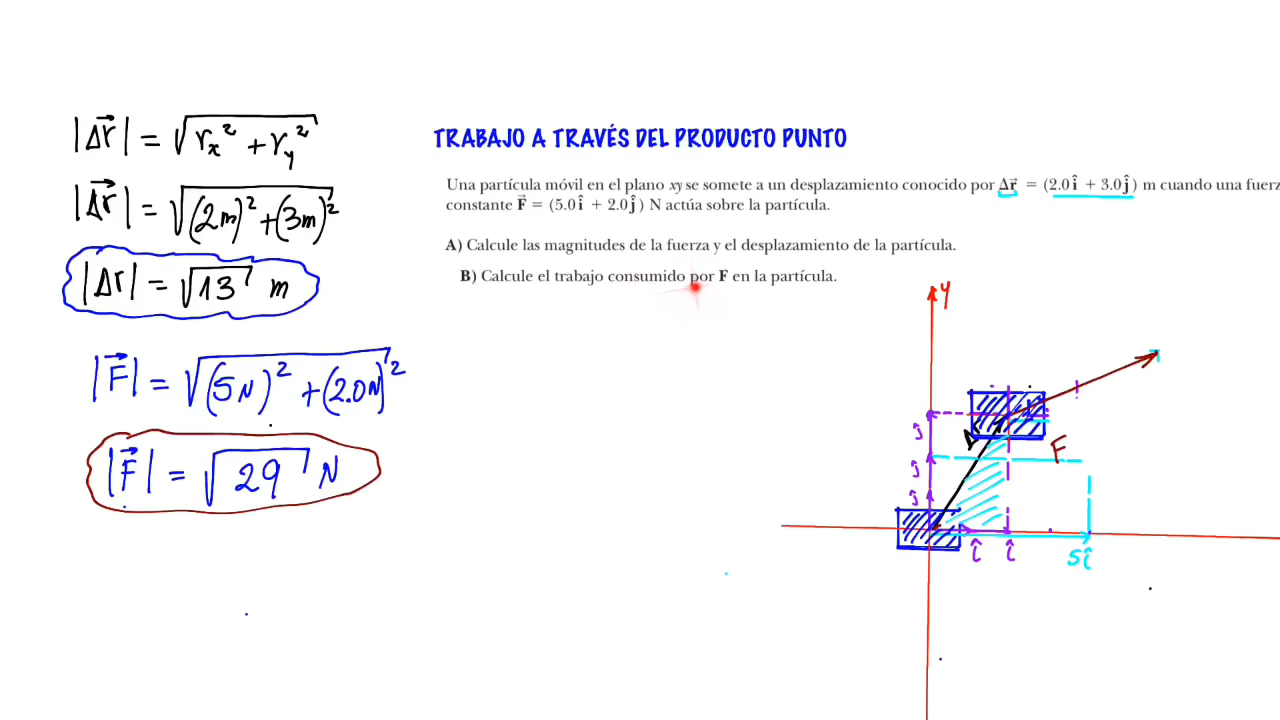 |Δr⃗| = √(rₓ² + r_y²)
|Δr⃗| = √((2m)² + (3m)²)
|Δr| = √13 m
|F⃗| = √((5N)² + (2.0N)²)
|F⃗| = √29 N
TRABAJO A TRAVÉS DEL PRODUCTO PUNTO
Una partícula móvil en el plano xy se somete a un desplazamiento conocido por Δr⃗ = (2.0î + 3.0ĵ) m cuando una fuerza
constante F⃗ = (5.0î + 2.0ĵ) N actúa sobre la partícula.
A) Calcule las magnitudes de la fuerza y el desplazamiento de la partícula.
B) Calcule el trabajo consumido por F en la partícula.
y
ĵ
F
ĵ
ĵ
î î 5î